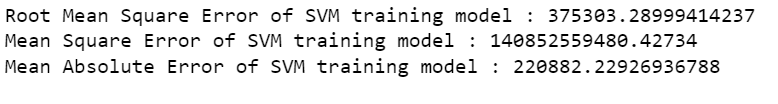 Root Mean Square Error of SVM training model : 375303.28999414237
Mean Square Error of SVM training model : 140852559480.42734
Mean Absolute Error of SVM training model : 220882.22926936788